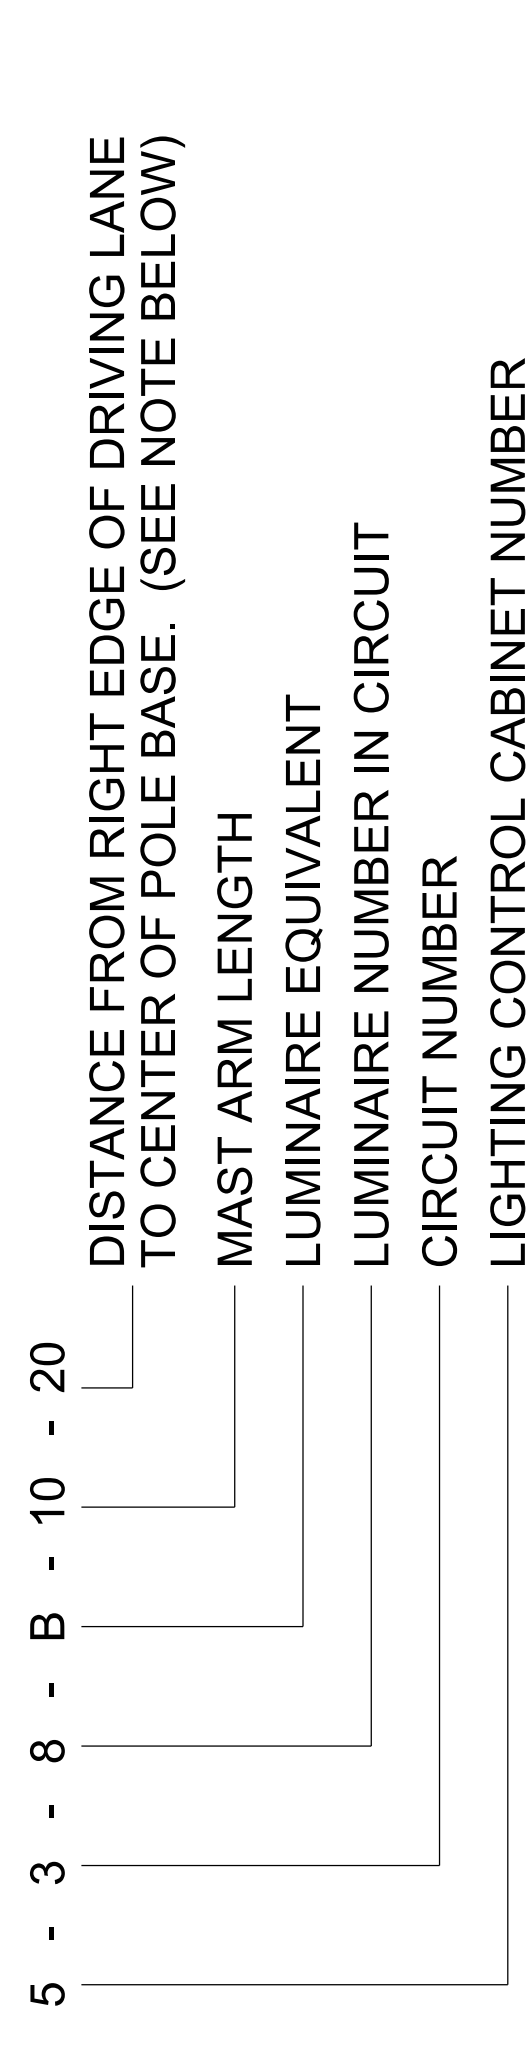 5 - 3 - 8 - B - 10 - 20
DISTANCE FROM RIGHT EDGE OF DRIVING LANE
TO CENTER OF POLE BASE. (SEE NOTE BELOW)
MAST ARM LENGTH
LUMINAIRE EQUIVALENT
LUMINAIRE NUMBER IN CIRCUIT
CIRCUIT NUMBER
LIGHTING CONTROL CABINET NUMBER